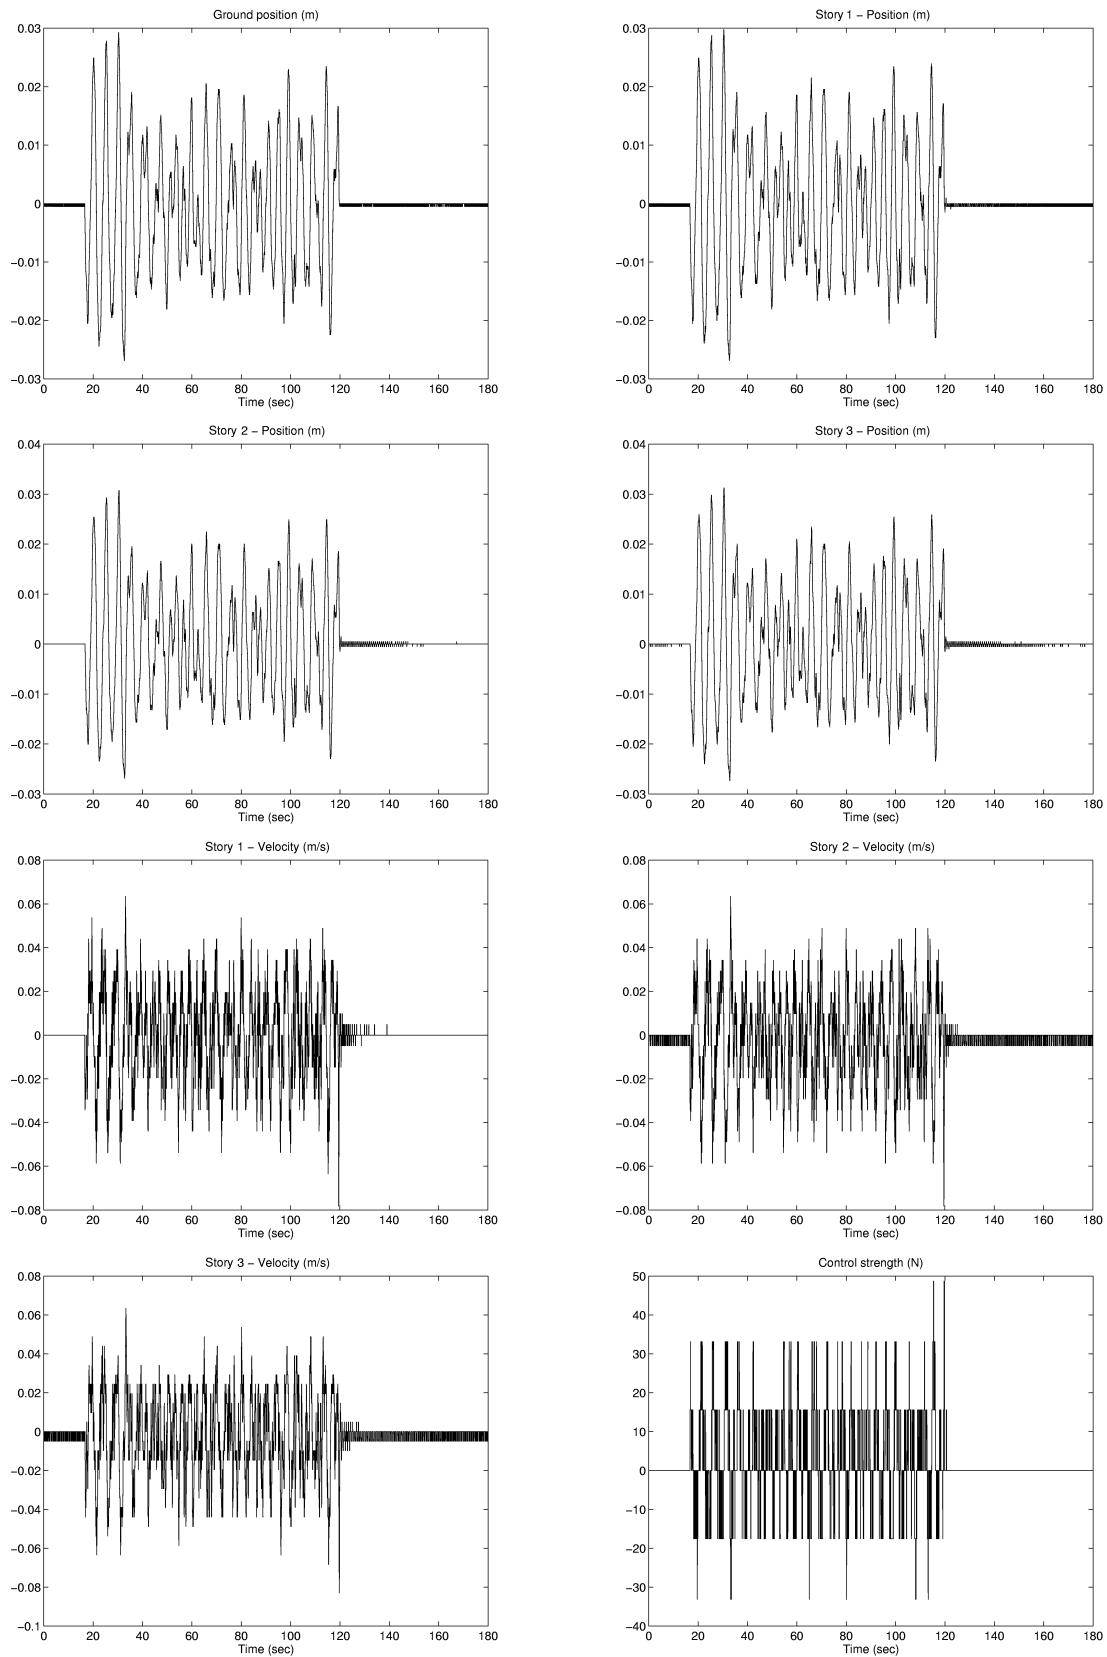 Ground position (m)
0.03
0.02
0.01
0
−0.01
−0.02
−0.03
0 20 40 60 80 100 120 140 160 180
Time (sec)
Story 1 − Position (m)
0.03
0.02
0.01
0
−0.01
−0.02
−0.03
0 20 40 60 80 100 120 140 160 180
Time (sec)
Story 2 − Position (m)
0.04
0.03
0.02
0.01
0
−0.01
−0.02
−0.03
0 20 40 60 80 100 120 140 160 180
Time (sec)
Story 3 − Position (m)
0.04
0.03
0.02
0.01
0
−0.01
−0.02
−0.03
0 20 40 60 80 100 120 140 160 180
Time (sec)
Story 1 − Velocity (m/s)
0.08
0.06
0.04
0.02
0
−0.02
−0.04
−0.06
−0.08
0 20 40 60 80 100 120 140 160 180
Time (sec)
Story 2 − Velocity (m/s)
0.08
0.06
0.04
0.02
0
−0.02
−0.04
−0.06
−0.08
0 20 40 60 80 100 120 140 160 180
Time (sec)
Story 3 − Velocity (m/s)
0.08
0.06
0.04
0.02
0
−0.02
−0.04
−0.06
−0.08
−0.1
0 20 40 60 80 100 120 140 160 180
Time (sec)
Control strength (N)
50
40
30
20
10
0
−10
−20
−30
−40
0 20 40 60 80 100 120 140 160 180
Time (sec)